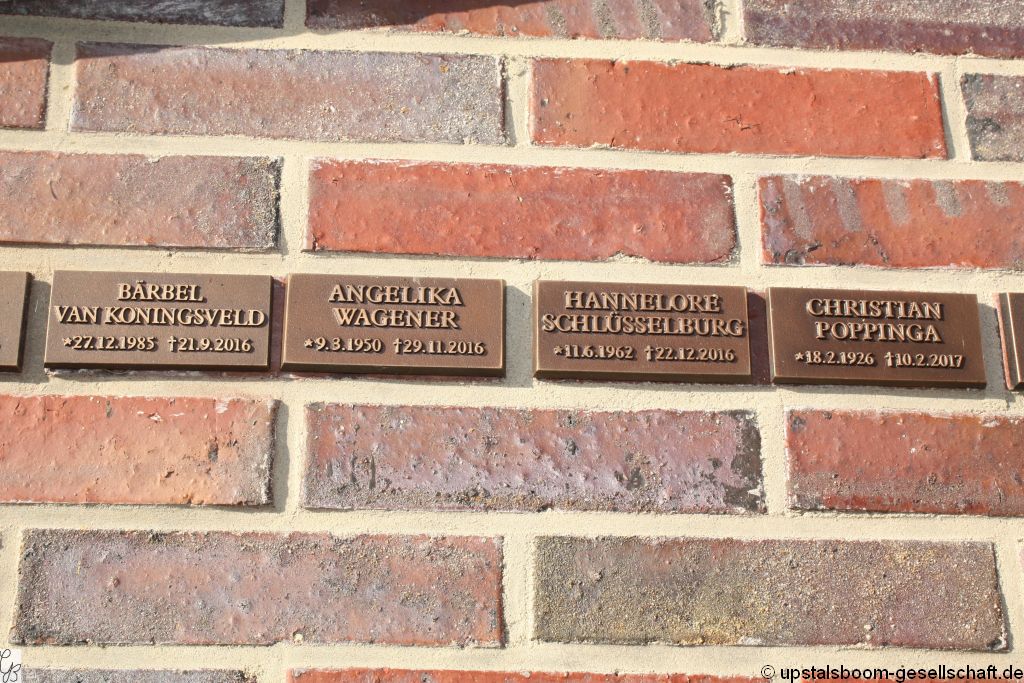 BÄRBEL
VAN KONINGSVELD
*27.12.1985 †21.9.2016
ANGELIKA
WAGENER
*9.3.1950 †29.11.2016
HANNELORE
SCHLÜSSELBURG
*11.6.1962 †22.12.2016
CHRISTIAN
POPPINGA
*18.2.1926 †10.2.2017
© upstalsboom-gesellschaft.de